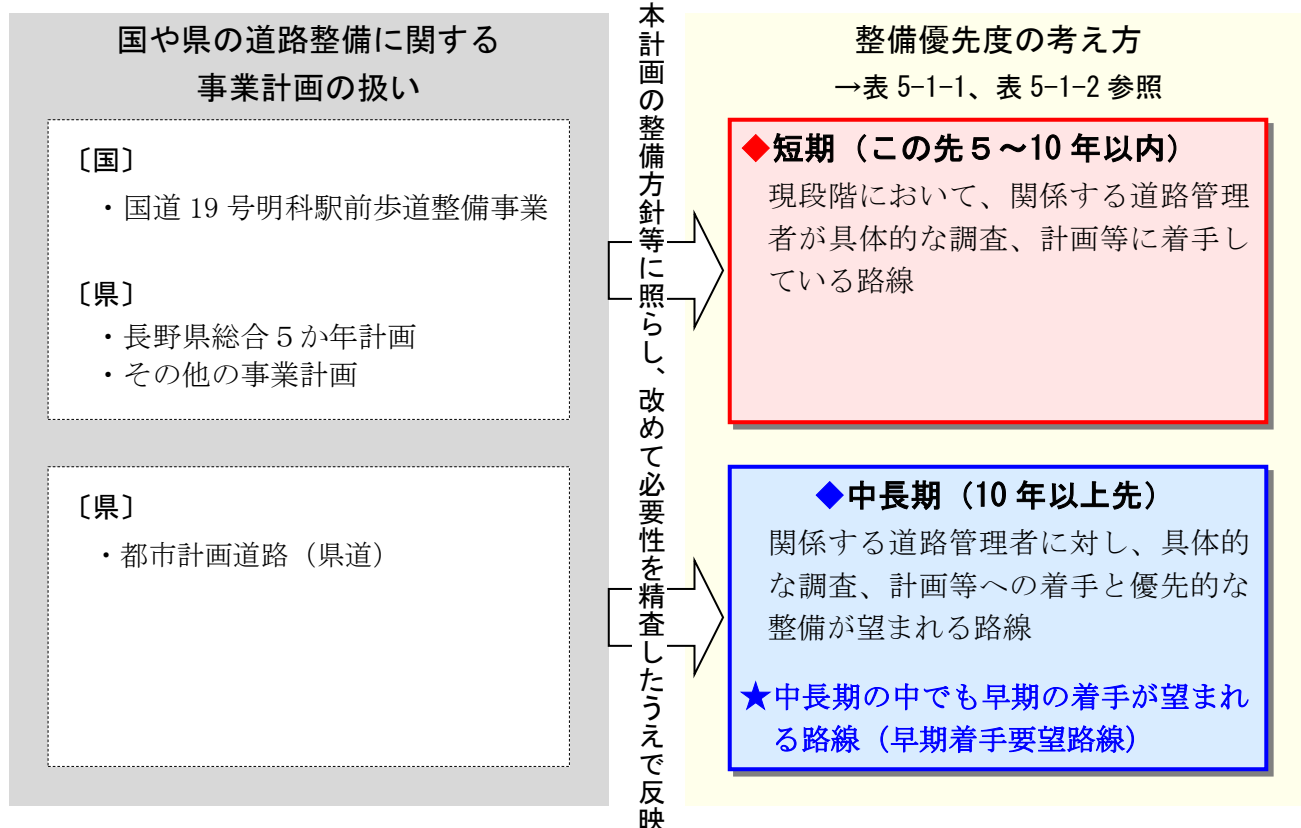 国や県の道路整備に関する
事業計画の扱い
〔国〕
・国道 19 号明科駅前歩道整備事業
〔県〕
・長野県総合５か年計画
・その他の事業計画
〔県〕
・都市計画道路（県道）
本計画の整備方針等に照らし、改めて必要性を精査したうえで反映
整備優先度の考え方
→表 5-1-1、表 5-1-2 参照
◆短期（この先５～10 年以内）
現段階において、関係する道路管理
者が具体的な調査、計画等に着手し
ている路線
◆中長期（10 年以上先）
関係する道路管理者に対し、具体的
な調査、計画等への着手と優先的な
整備が望まれる路線
★中長期の中でも早期の着手が望まれ
る路線（早期着手要望路線）